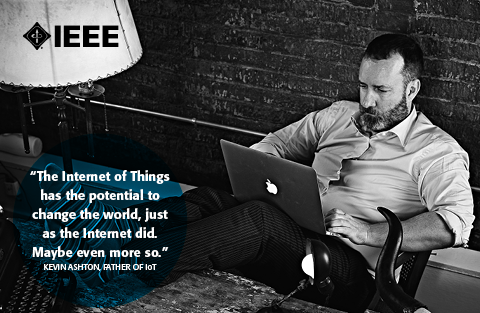 IEEE
“The Internet of Things
has the potential to
change the world, just
as the Internet did.
Maybe even more so.”
KEVIN ASHTON, FATHER OF IoT